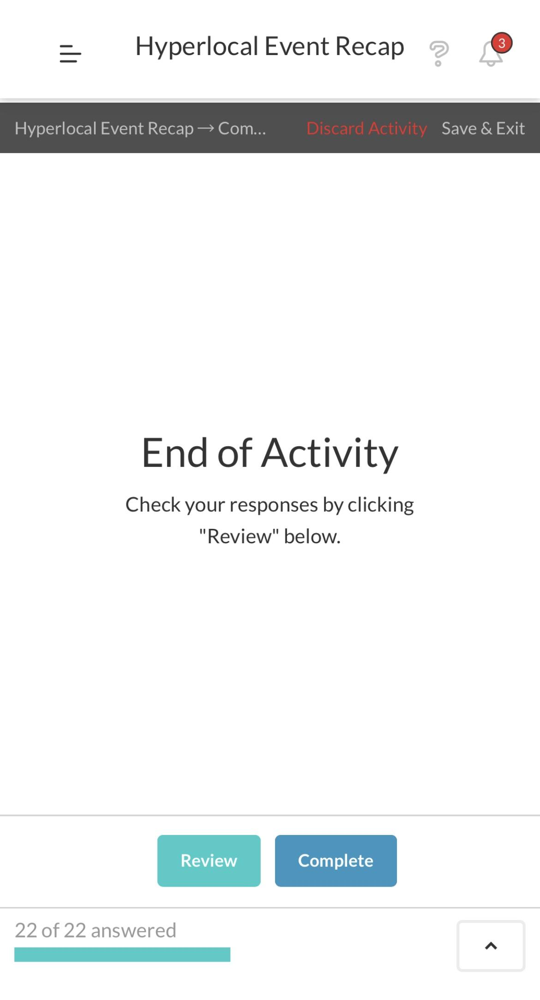 Hyperlocal Event Recap
3
Hyperlocal Event Recap → Com...
Discard Activity
Save & Exit
End of Activity
Check your responses by clicking
"Review" below.
Review
Complete
22 of 22 answered